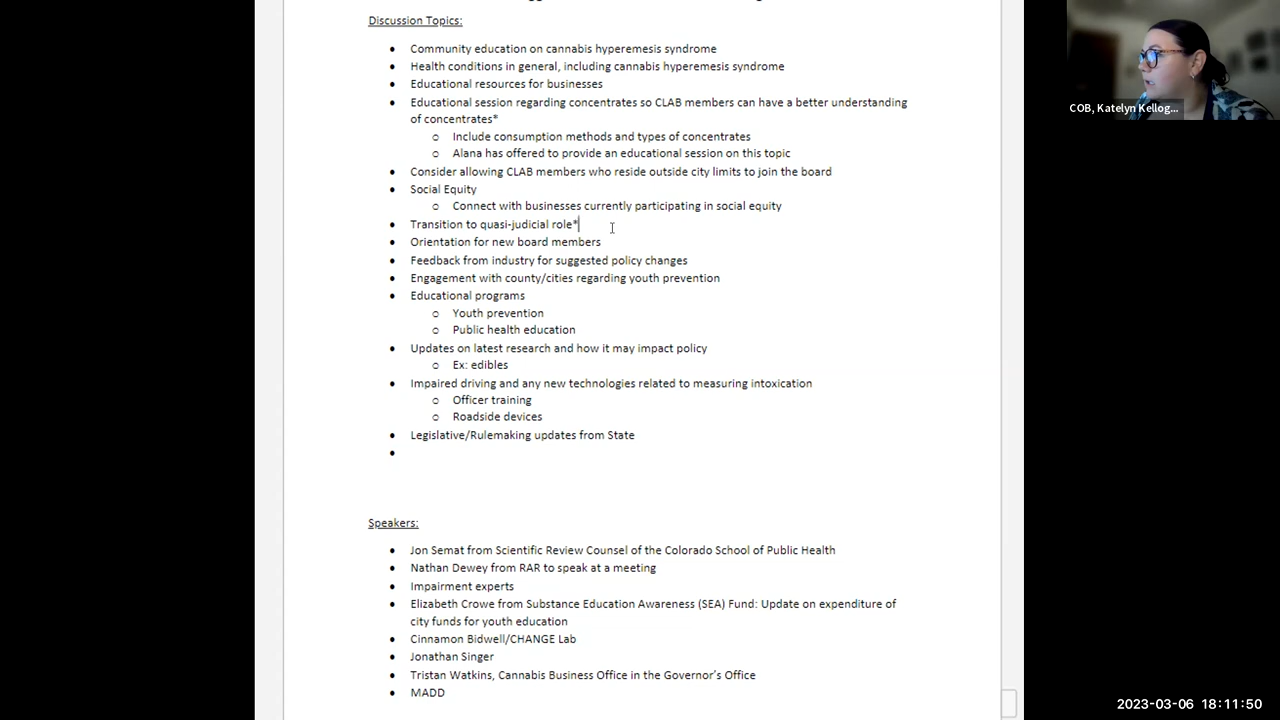 Discussion Topics:
• Community education on cannabis hyperemesis syndrome
• Health conditions in general, including cannabis hyperemesis syndrome
• Educational resources for businesses
• Educational session regarding concentrates so CLAB members can have a better understanding
of concentrates*
o Include consumption methods and types of concentrates
o Alana has offered to provide an educational session on this topic
• Consider allowing CLAB members who reside outside city limits to join the board
• Social Equity
o Connect with businesses currently participating in social equity
• Transition to quasi-judicial role*
• Orientation for new board members
• Feedback from industry for suggested policy changes
• Engagement with county/cities regarding youth prevention
• Educational programs
o Youth prevention
o Public health education
• Updates on latest research and how it may impact policy
o Ex: edibles
• Impaired driving and any new technologies related to measuring intoxication
o Officer training
o Roadside devices
• Legislative/Rulemaking updates from State
•
Speakers:
• Jon Semat from Scientific Review Counsel of the Colorado School of Public Health
• Nathan Dewey from RAR to speak at a meeting
• Impairment experts
• Elizabeth Crowe from Substance Education Awareness (SEA) Fund: Update on expenditure of
city funds for youth education
• Cinnamon Bidwell/CHANGE Lab
• Jonathan Singer
• Tristan Watkins, Cannabis Business Office in the Governor's Office
• MADD
COB, Katelyn Kellog...
2023-03-06 18:11:50